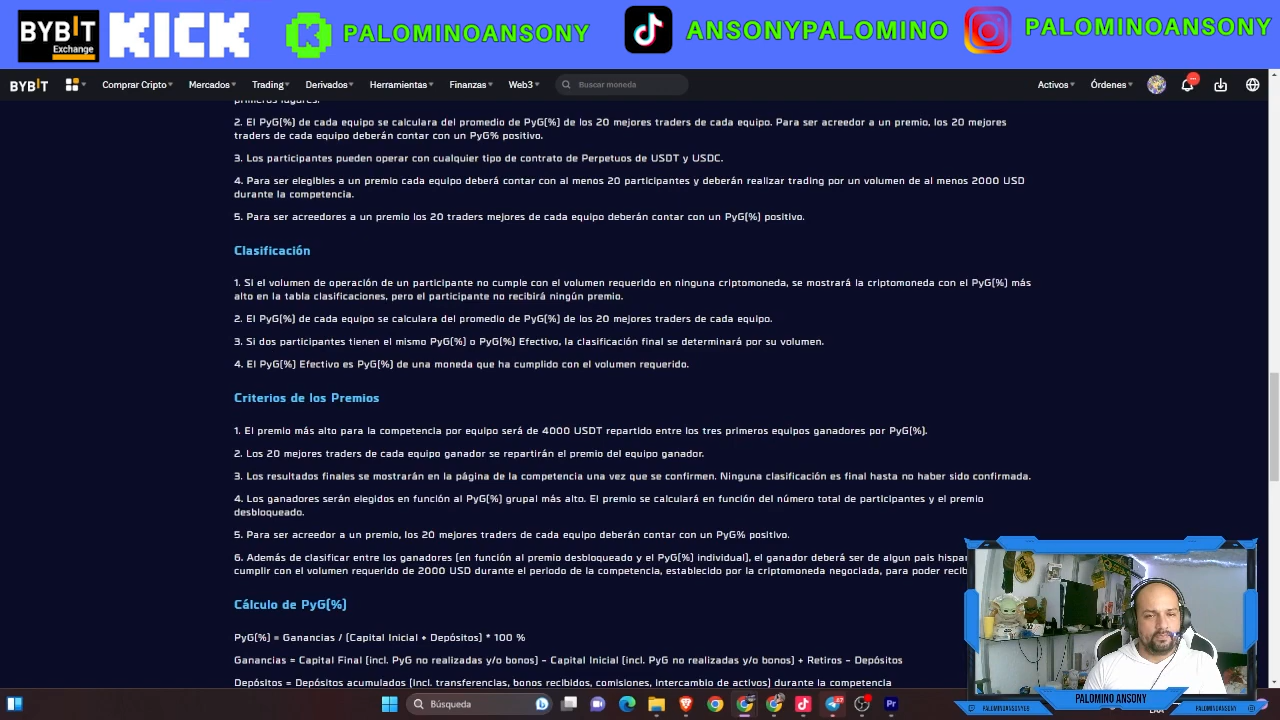 BYBIT
Exchange
KICK
PALOMINOANSONY
ANSONYPALOMINO
PALOMINOANSONY
BYBIT
Comprar Cripto
Mercados
Trading
Derivados
Herramientas
Finanzas
Web3
Buscar moneda
Activos
Órdenes
primeros lugares.
2. El PyG(%) de cada equipo se calculara del promedio de PyG(%) de los 20 mejores traders de cada equipo. Para ser acreedor a un premio, los 20 mejores
traders de cada equipo deberán contar con un PyG% positivo.
3. Los participantes pueden operar con cualquier tipo de contrato de Perpetuos de USDT y USDC.
4. Para ser elegibles a un premio cada equipo deberá contar con al menos 20 participantes y deberán realizar trading por un volumen de al menos 2000 USD
durante la competencia.
5. Para ser acreedores a un premio los 20 traders mejores de cada equipo deberán contar con un PyG(%) positivo.
Clasificación
1. Si el volumen de operación de un participante no cumple con el volumen requerido en ninguna criptomoneda, se mostrará la criptomoneda con el PyG(%) más
alto en la tabla clasificaciones, pero el participante no recibirá ningún premio.
2. El PyG(%) de cada equipo se calculara del promedio de PyG(%) de los 20 mejores traders de cada equipo.
3. Si dos participantes tienen el mismo PyG(%) o PyG(%) Efectivo, la clasificación final se determinará por su volumen.
4. El PyG(%) Efectivo es PyG(%) de una moneda que ha cumplido con el volumen requerido.
Criterios de los Premios
1. El premio más alto para la competencia por equipo será de 4000 USDT repartido entre los tres primeros equipos ganadores por PyG(%).
2. Los 20 mejores traders de cada equipo ganador se repartirán el premio del equipo ganador.
3. Los resultados finales se mostrarán en la página de la competencia una vez que se confirmen. Ninguna clasificación es final hasta no haber sido confirmada.
4. Los ganadores serán elegidos en función al PyG(%) grupal más alto. El premio se calculará en función del número total de participantes y el premio
desbloqueado.
5. Para ser acreedor a un premio, los 20 mejores traders de cada equipo deberán contar con un PyG% positivo.
6. Además de clasificar entre los ganadores (en función al premio desbloqueado y el PyG(%) individual), el ganador deberá ser de algun pais
cumplir con el volumen requerido de 2000 USD durante el periodo de la competencia, establecido por la criptomoneda negociada, para poder
Cálculo de PyG(%)
PyG(%) = Ganancias / (Capital Inicial + Depósitos) * 100 %
Ganancias = Capital Final (incl. PyG no realizadas y/o bonos) - Capital Inicial (incl. PyG no realizadas y/o bonos) + Retiros - Depósitos
Depósitos = Depósitos acumulados (incl. transferencias, bonos recibidos, comisiones, intercambio de activos) durante la competencia
PALOMINO ANSONY
PALOMINOANSONY
Búsqueda
Pr